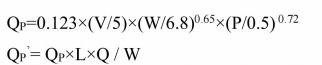 Qₚ=0.123×(V/5)×(W/6.8)⁰·⁶⁵×(P/0.5)⁰·⁷²
Qₚ'= Qₚ×L×Q / W